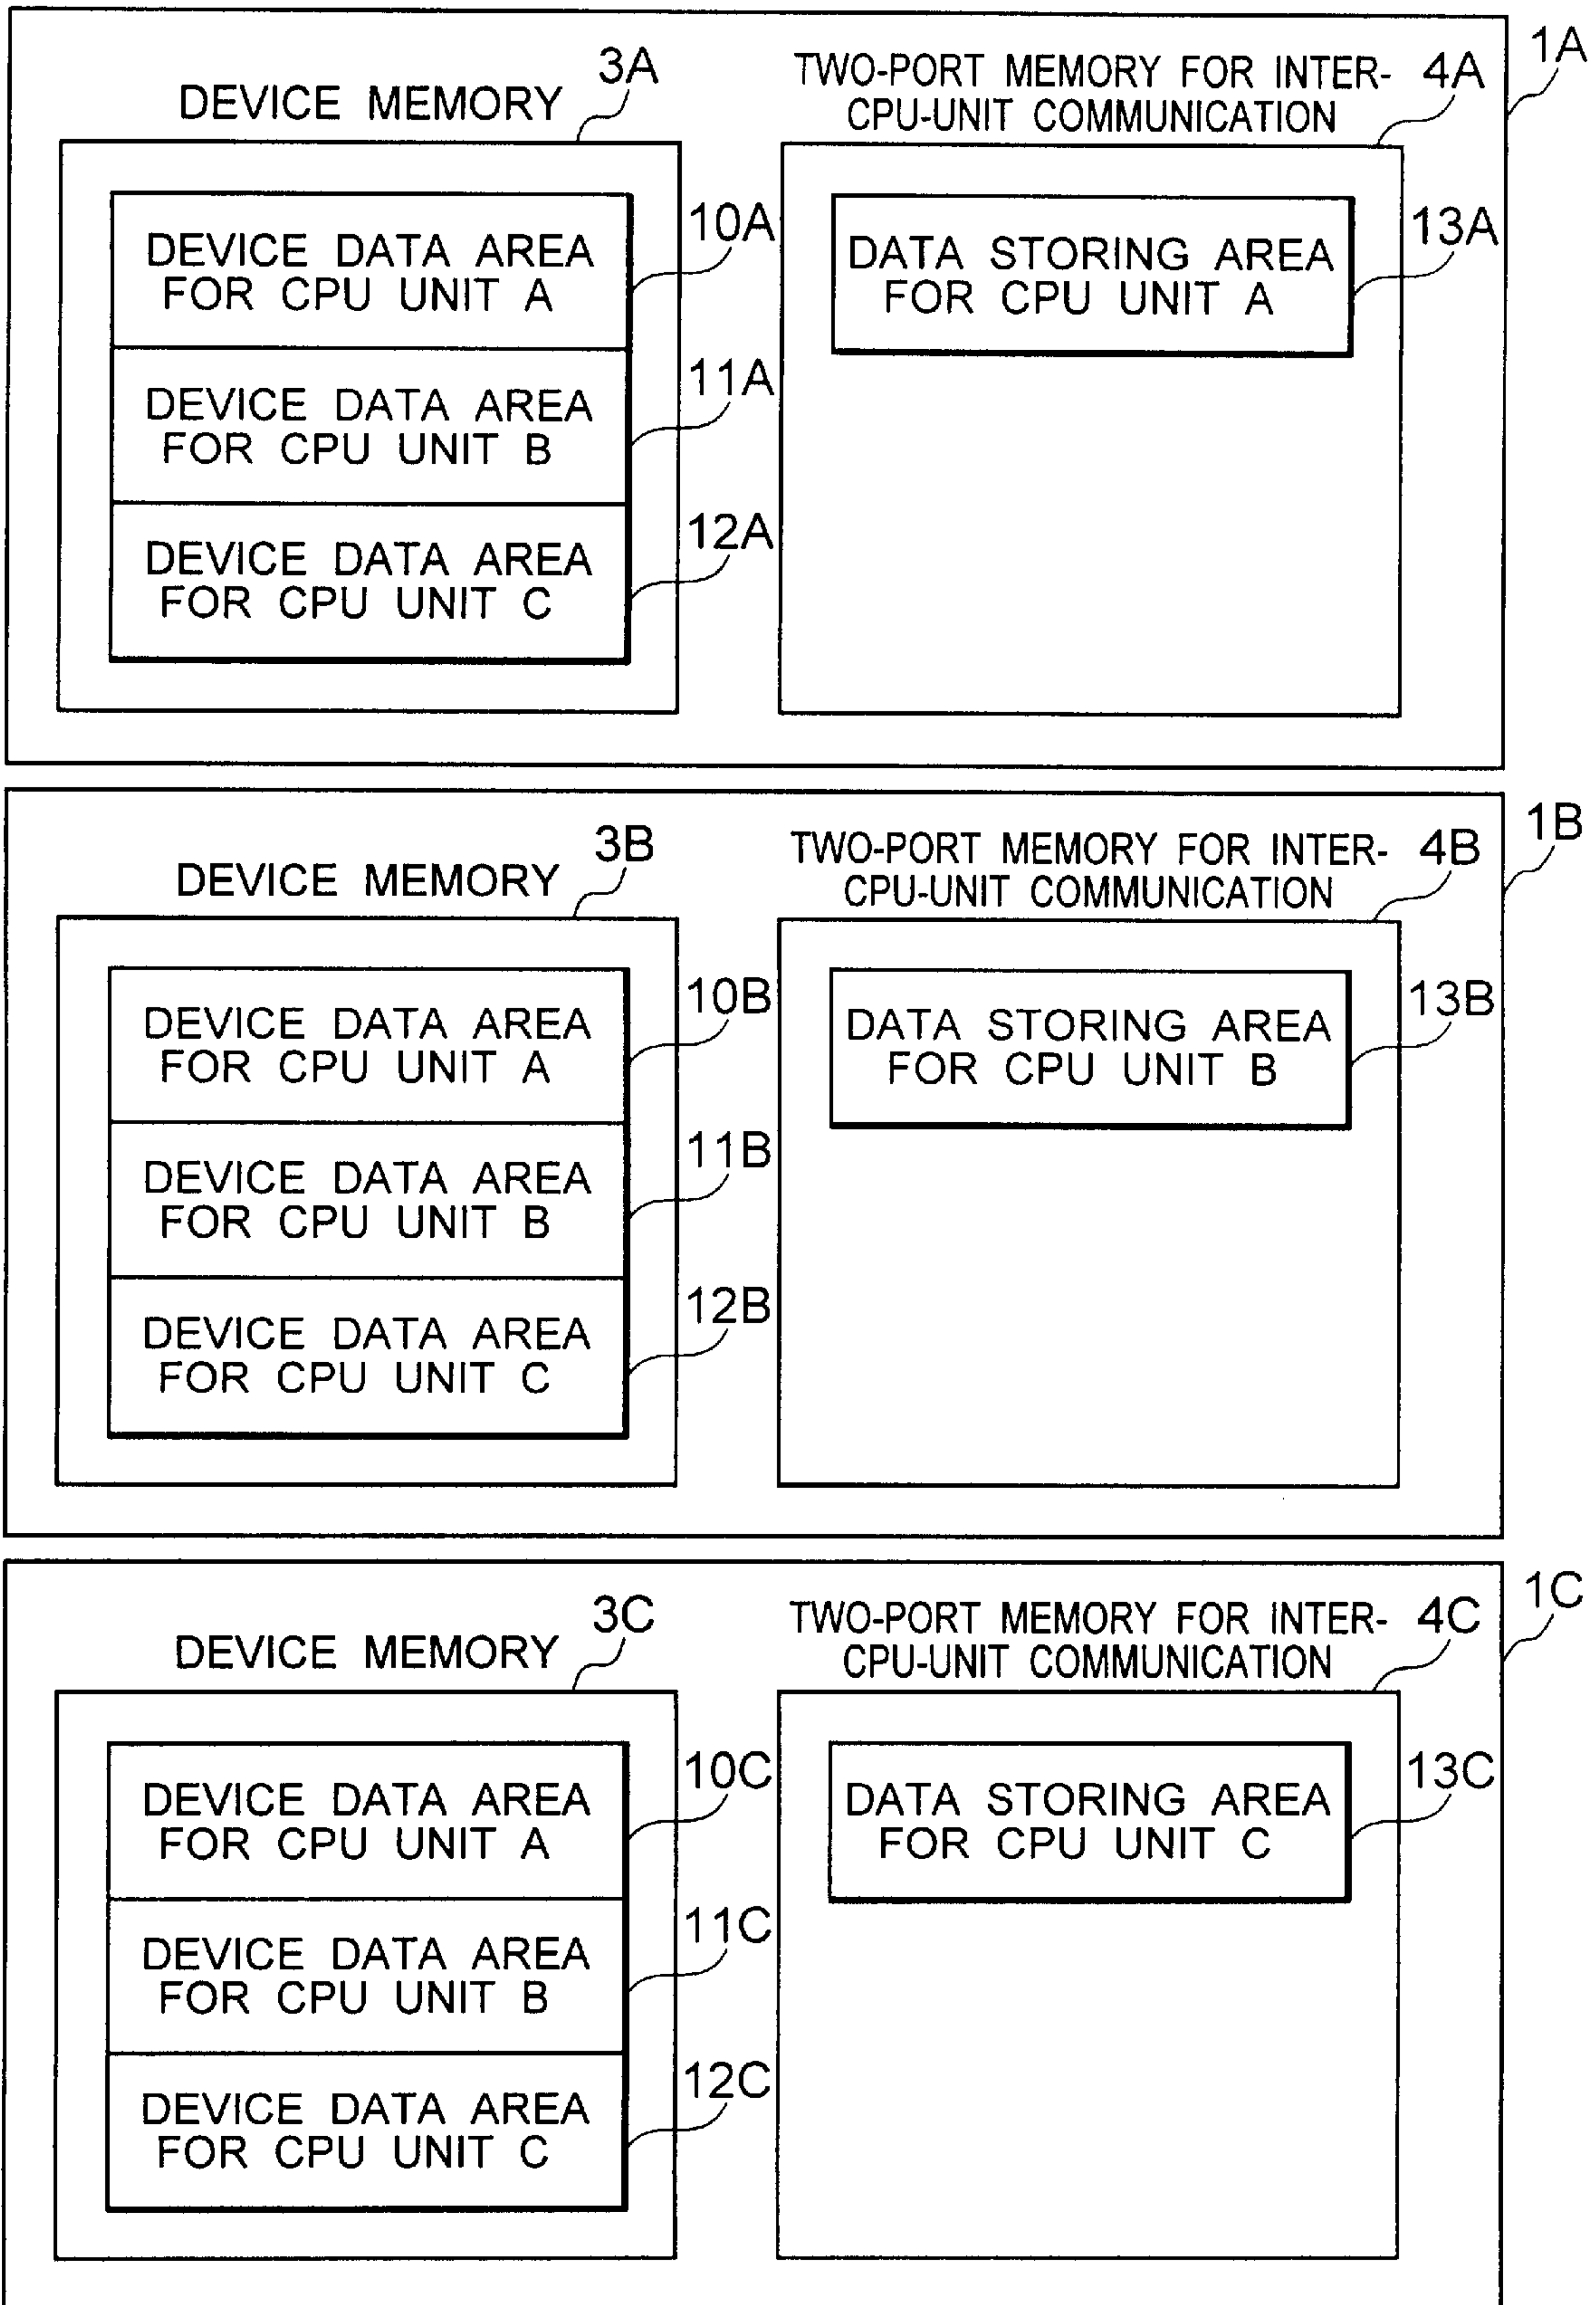 1A
3A
DEVICE MEMORY
TWO-PORT MEMORY FOR INTER-
CPU-UNIT COMMUNICATION
4A
DEVICE DATA AREA
FOR CPU UNIT A
10A
DEVICE DATA AREA
FOR CPU UNIT B
11A
DEVICE DATA AREA
FOR CPU UNIT C
12A
DATA STORING AREA
FOR CPU UNIT A
13A
1B
3B
DEVICE MEMORY
TWO-PORT MEMORY FOR INTER-
CPU-UNIT COMMUNICATION
4B
DEVICE DATA AREA
FOR CPU UNIT A
10B
DEVICE DATA AREA
FOR CPU UNIT B
11B
DEVICE DATA AREA
FOR CPU UNIT C
12B
DATA STORING AREA
FOR CPU UNIT B
13B
1C
3C
DEVICE MEMORY
TWO-PORT MEMORY FOR INTER-
CPU-UNIT COMMUNICATION
4C
DEVICE DATA AREA
FOR CPU UNIT A
10C
DEVICE DATA AREA
FOR CPU UNIT B
11C
DEVICE DATA AREA
FOR CPU UNIT C
12C
DATA STORING AREA
FOR CPU UNIT C
13C